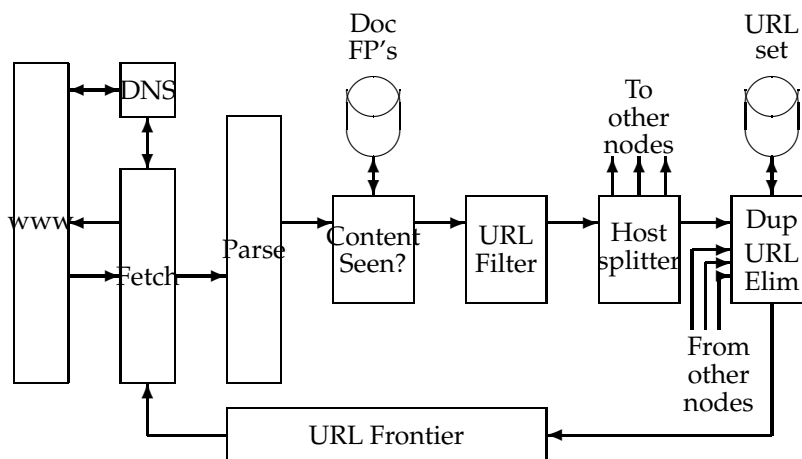 Doc
FP's
URL
set
DNS
To
other
nodes
www
Fetch
Parse
Content
Seen?
URL
Filter
Host
splitter
Dup
URL
Elim
From
other
nodes
URL Frontier